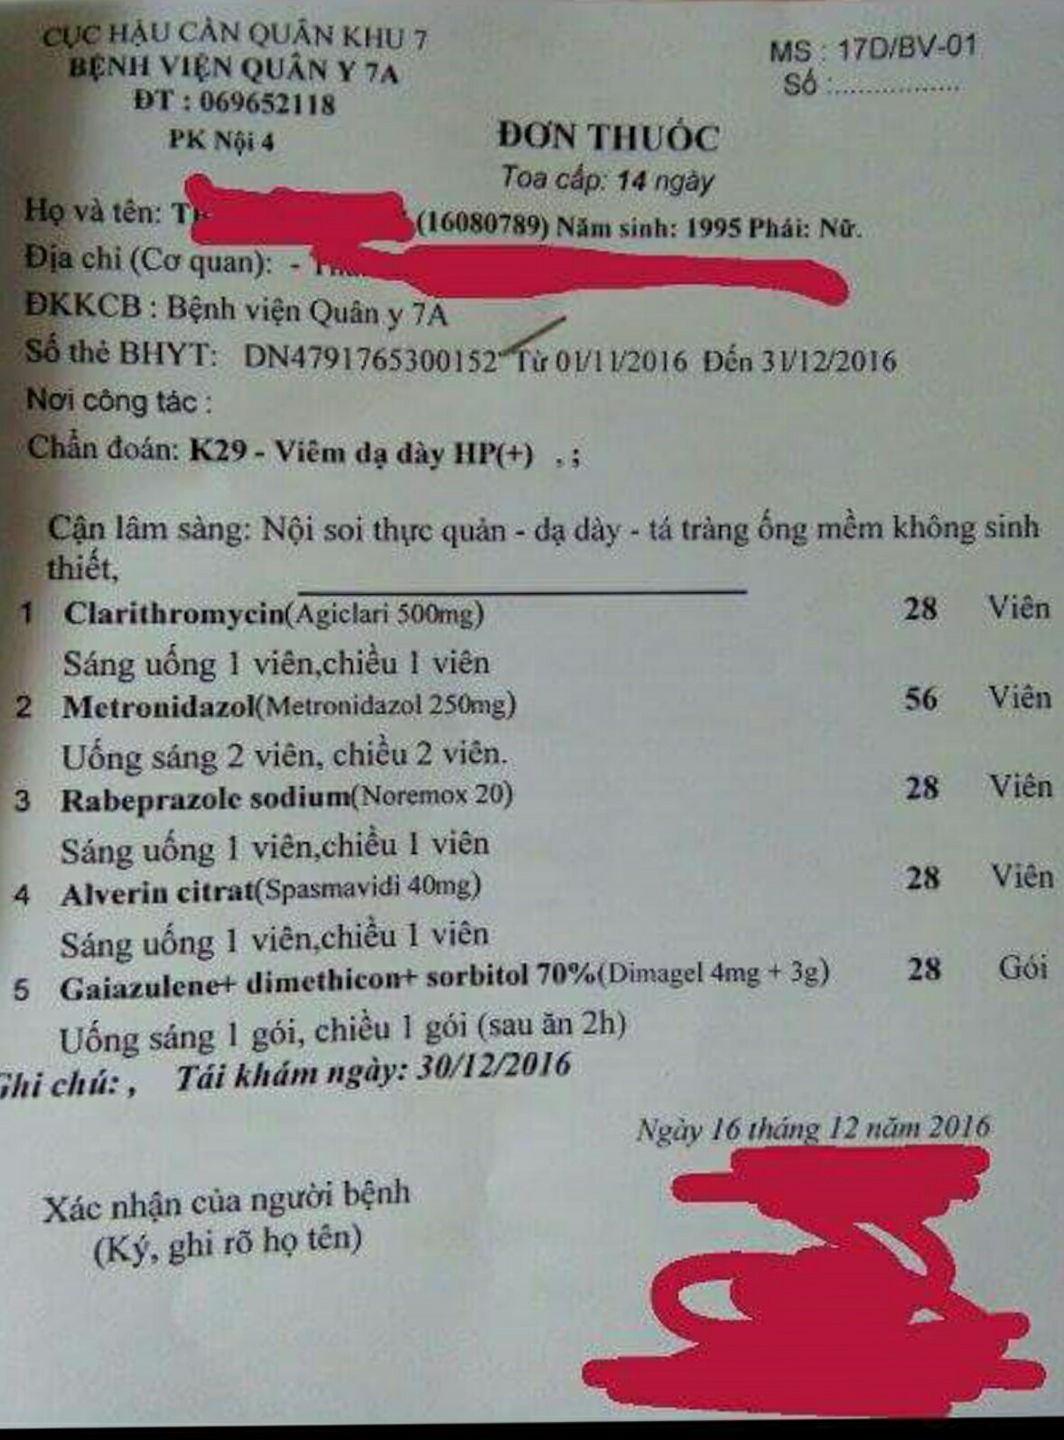 CỤC HẬU CẦN QUÂN KHU 7
BỆNH VIỆN QUÂN Y 7A
ĐT : 069652118
PK Nội 4
MS : 17D/BV-01
Số :..................
ĐƠN THUỐC
Toa cấp: 14 ngày
Họ và tên: (16080789) Năm sinh: 1995 Phái: Nữ.
Địa chỉ (Cơ quan): -
ĐKKCB : Bệnh viện Quân y 7A
Số thẻ BHYT: DN4791765300152 Từ 01/11/2016 Đến 31/12/2016
Nơi công tác :
Chẩn đoán: K29 - Viêm dạ dày HP(+) , ;
Cận lâm sàng: Nội soi thực quản - dạ dày - tá tràng ống mềm không sinh
thiết,
1 Clarithromycin(Agiclari 500mg) 28 Viên
Sáng uống 1 viên,chiều 1 viên
2 Metronidazol(Metronidazol 250mg) 56 Viên
Uống sáng 2 viên, chiều 2 viên.
3 Rabeprazole sodium(Noremox 20) 28 Viên
Sáng uống 1 viên,chiều 1 viên
4 Alverin citrat(Spasmavidi 40mg) 28 Viên
Sáng uống 1 viên,chiều 1 viên
5 Gaiazulene+ dimethicon+ sorbitol 70%(Dimagel 4mg + 3g) 28 Gói
Uống sáng 1 gói, chiều 1 gói (sau ăn 2h)
Ghi chú: , Tái khám ngày: 30/12/2016
Ngày 16 tháng 12 năm 2016
Xác nhận của người bệnh
(Ký, ghi rõ họ tên)